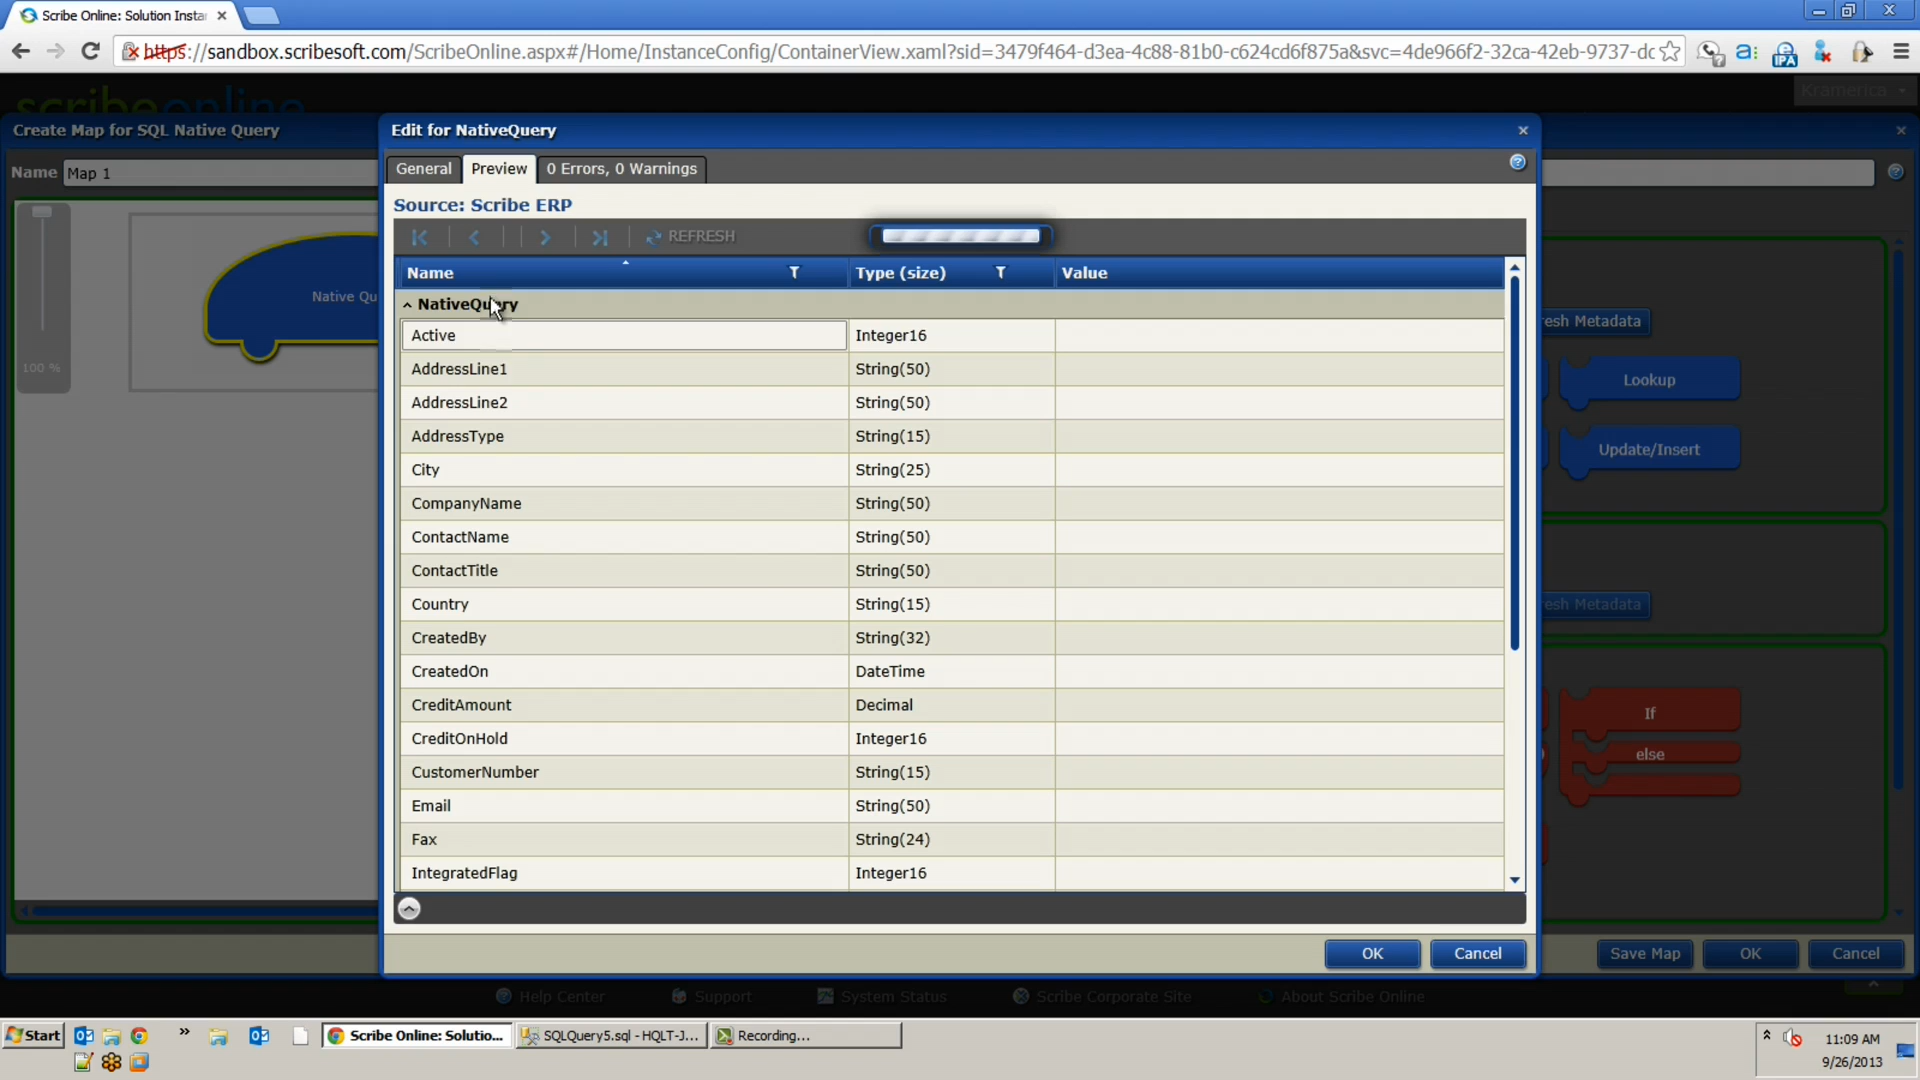 Scribe Online: Solution Insta
https://sandbox.scribesoft.com/ScribeOnline.aspx#/Home/InstanceConfig/ContainerView.xaml?sid=3479f464-d3ea-4c88-81b0-c624cd6f875a&svc=4de966f2-32ca-42eb-9737-dc
a:
IPA
scribeonline
Kramerica
Create Map for SQL Native Query
Edit for NativeQuery
Name Map 1
General Preview 0 Errors, 0 Warnings
Source: Scribe ERP
REFRESH
Name Type (size) Value
NativeQuery
Active Integer16
AddressLine1 String(50)
AddressLine2 String(50)
AddressType String(15)
City String(25)
CompanyName String(50)
ContactName String(50)
ContactTitle String(50)
Country String(15)
CreatedBy String(32)
CreatedOn DateTime
CreditAmount Decimal
CreditOnHold Integer16
CustomerNumber String(15)
Email String(50)
Fax String(24)
IntegratedFlag Integer16
Native Qu
100 %
esh Metadata
Lookup
Update/Insert
esh Metadata
If
else
OK Cancel
Save Map OK Cancel
Help Center Support System Status Scribe Corporate Site About Scribe Online
Start
Scribe Online: Solutio...
SQLQuery5.sql - HQLT-J...
Recording...
11:09 AM
9/26/2013